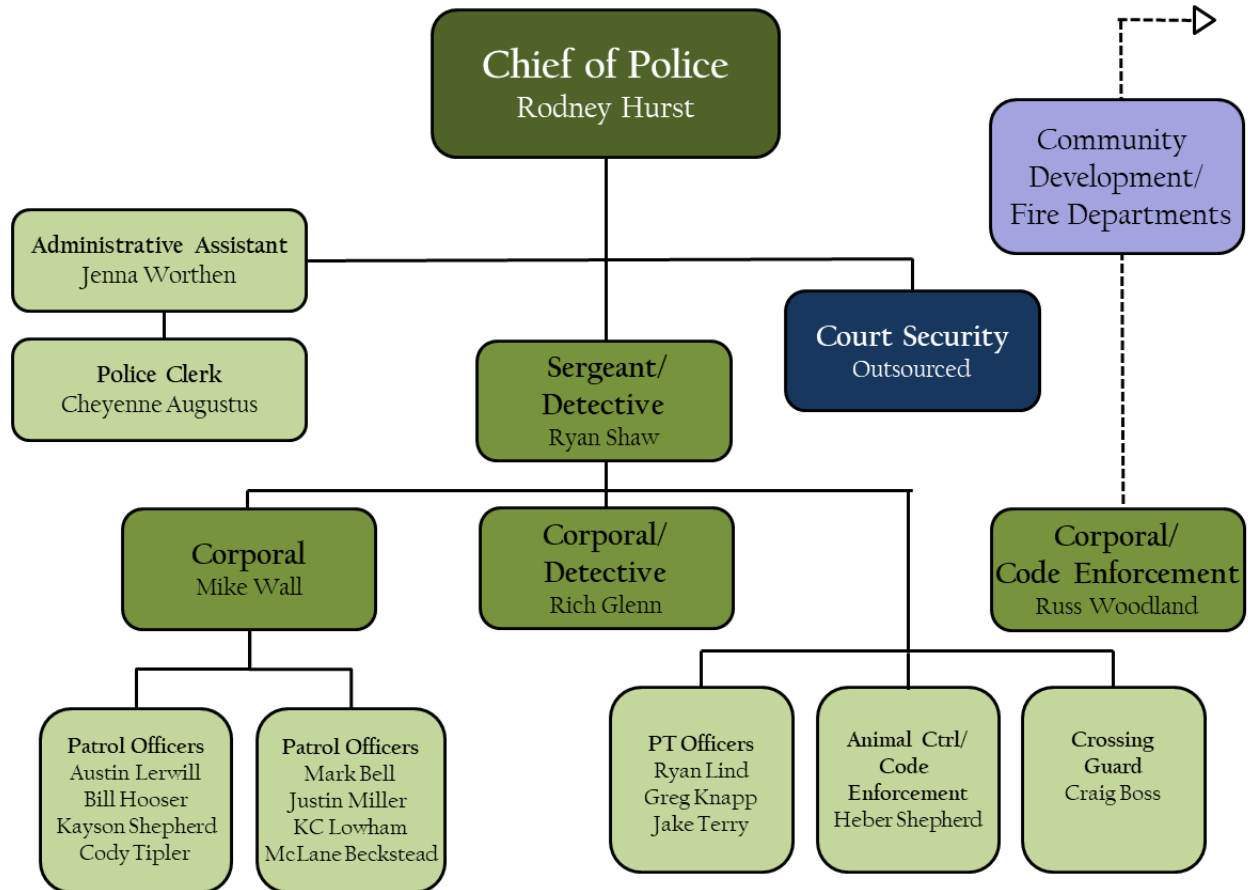 Chief of Police
Rodney Hurst
Community
Development/
Fire Departments
Administrative Assistant
Jenna Worthen
Court Security
Outsourced
Police Clerk
Cheyenne Augustus
Sergeant/
Detective
Ryan Shaw
Corporal
Mike Wall
Corporal/
Detective
Rich Glenn
Corporal/
Code Enforcement
Russ Woodland
Patrol Officers
Austin Lerwill
Bill Hooser
Kayson Shepherd
Cody Tipler
Patrol Officers
Mark Bell
Justin Miller
KC Lowham
McLane Beckstead
PT Officers
Ryan Lind
Greg Knapp
Jake Terry
Animal Ctrl/
Code
Enforcement
Heber Shepherd
Crossing
Guard
Craig Boss